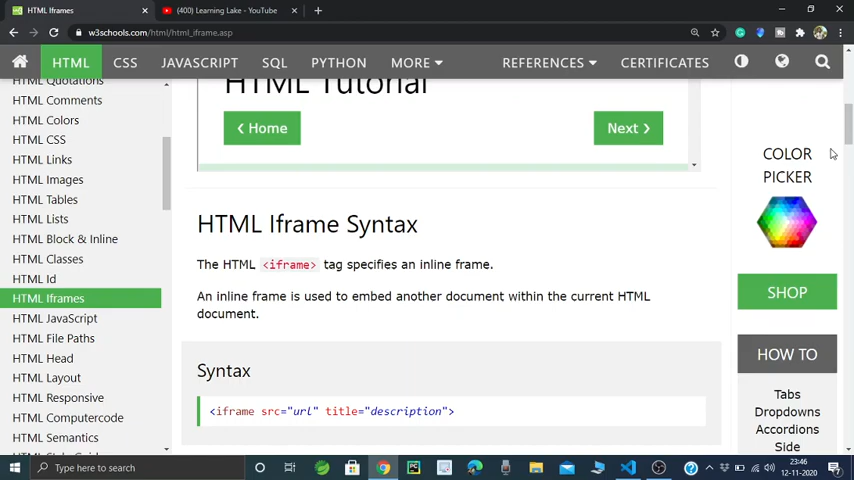 HTML Iframes
(400) Learning Lake - YouTube
w3schools.com/html/html_iframe.asp
HTML
CSS
JAVASCRIPT
SQL
PYTHON
MORE
REFERENCES
CERTIFICATES
HTML Quotations
HTML Comments
HTML Colors
HTML CSS
HTML Links
HTML Images
HTML Tables
HTML Lists
HTML Block & Inline
HTML Classes
HTML Id
HTML Iframes
HTML JavaScript
HTML File Paths
HTML Head
HTML Layout
HTML Responsive
HTML Computercode
HTML Semantics
HTML Tutorial
❮ Home
Next ❯
HTML Iframe Syntax
The HTML <iframe> tag specifies an inline frame.
An inline frame is used to embed another document within the current HTML
document.
Syntax
<iframe src="url" title="description">
COLOR
PICKER
SHOP
HOW TO
Tabs
Dropdowns
Accordions
Side
Type here to search
23:46
12-11-2020